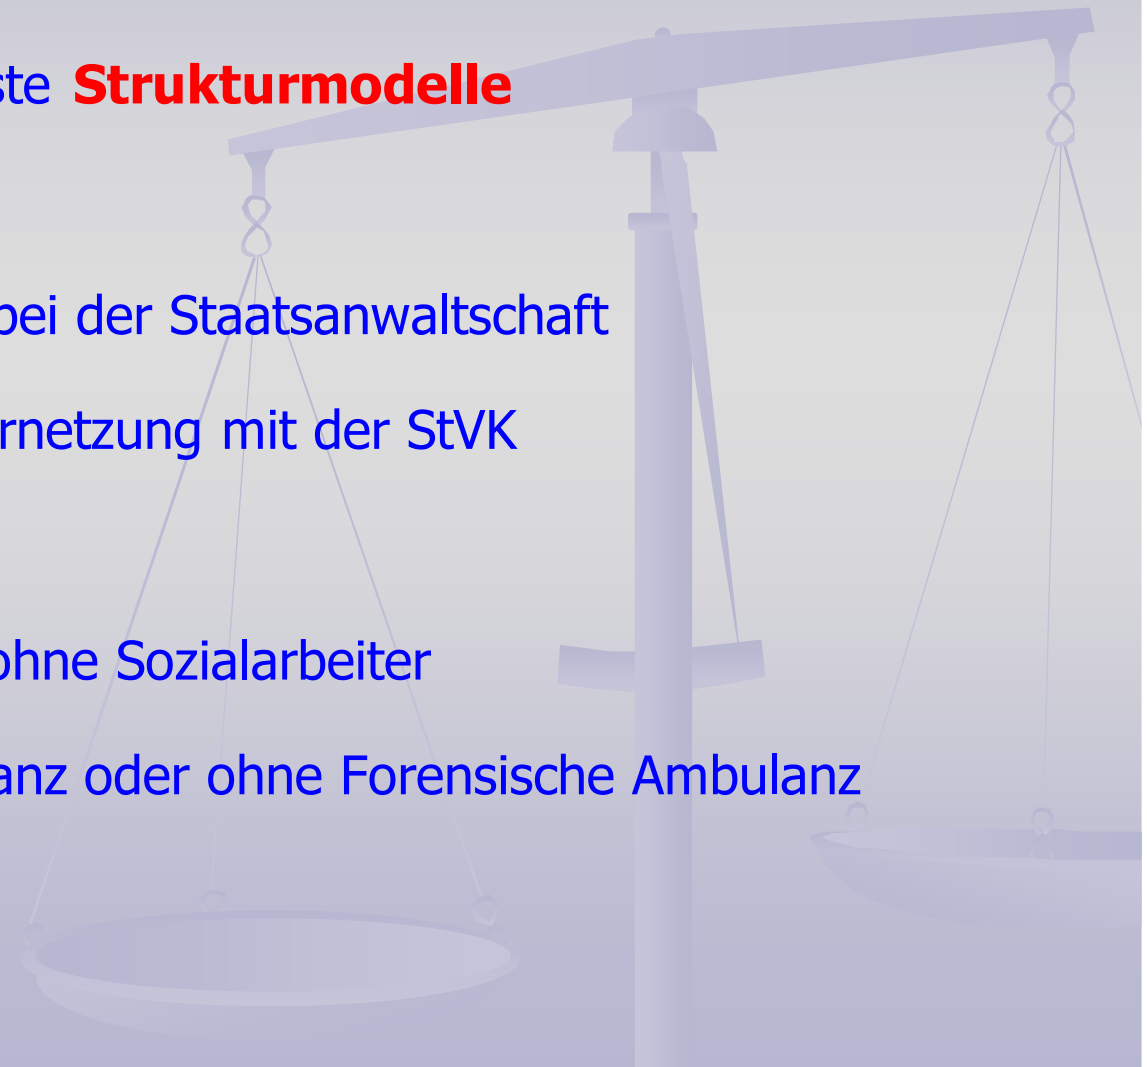 ste Strukturmodelle
bei der Staatsanwaltschaft
rnetzung mit der StVK
ohne Sozialarbeiter
anz oder ohne Forensische Ambulanz